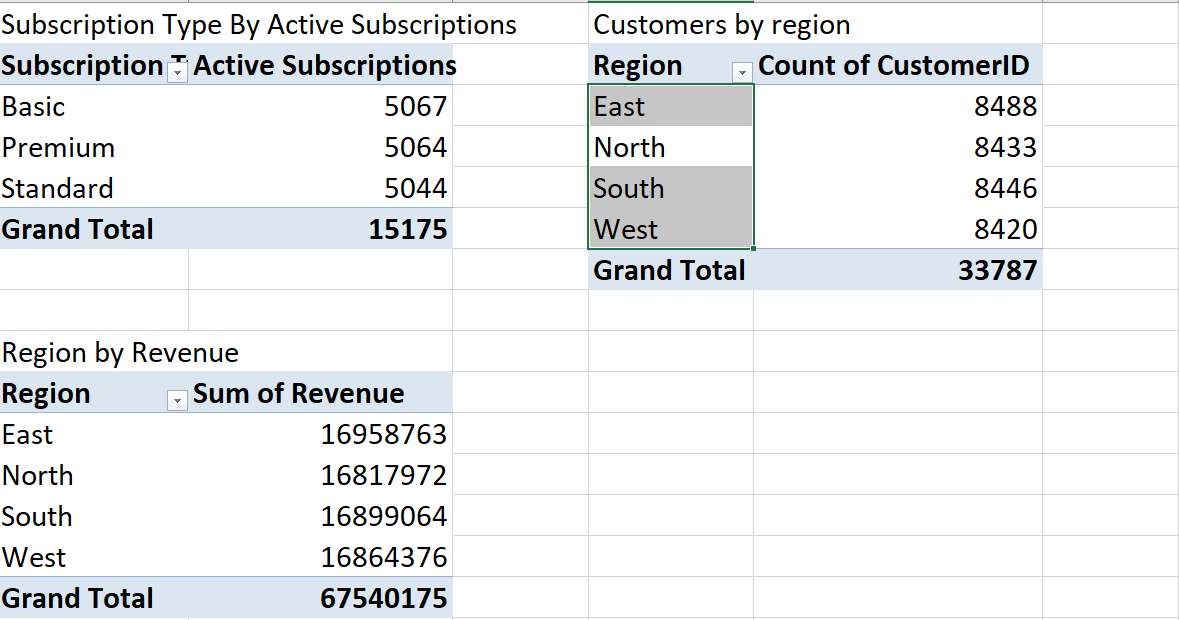 Subscription Type By Active Subscriptions
Subscription T Active Subscriptions
Basic 5067
Premium 5064
Standard 5044
Grand Total 15175
Customers by region
Region Count of CustomerID
East 8488
North 8433
South 8446
West 8420
Grand Total 33787
Region by Revenue
Region Sum of Revenue
East 16958763
North 16817972
South 16899064
West 16864376
Grand Total 67540175